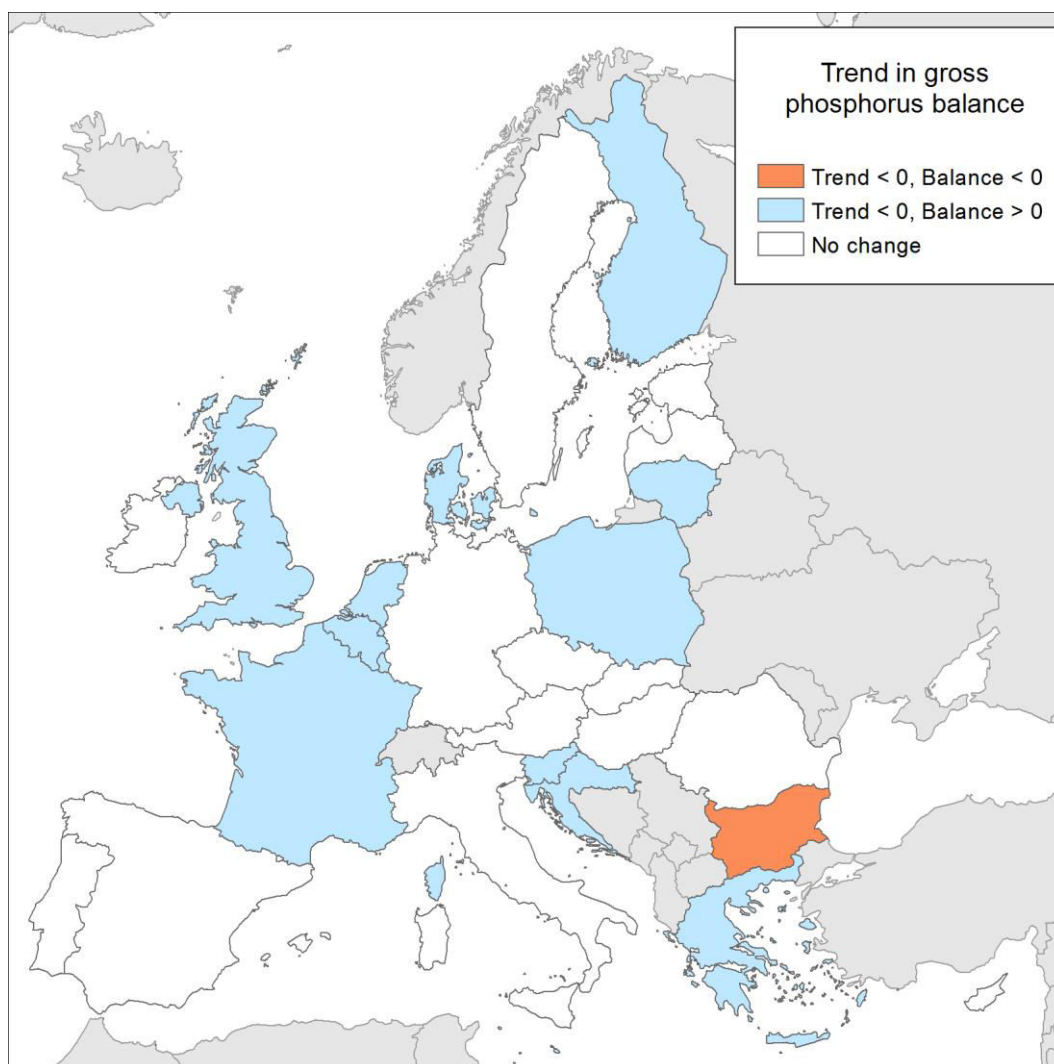 Trend in gross
phosphorus balance
Trend < 0, Balance < 0
Trend < 0, Balance > 0
No change